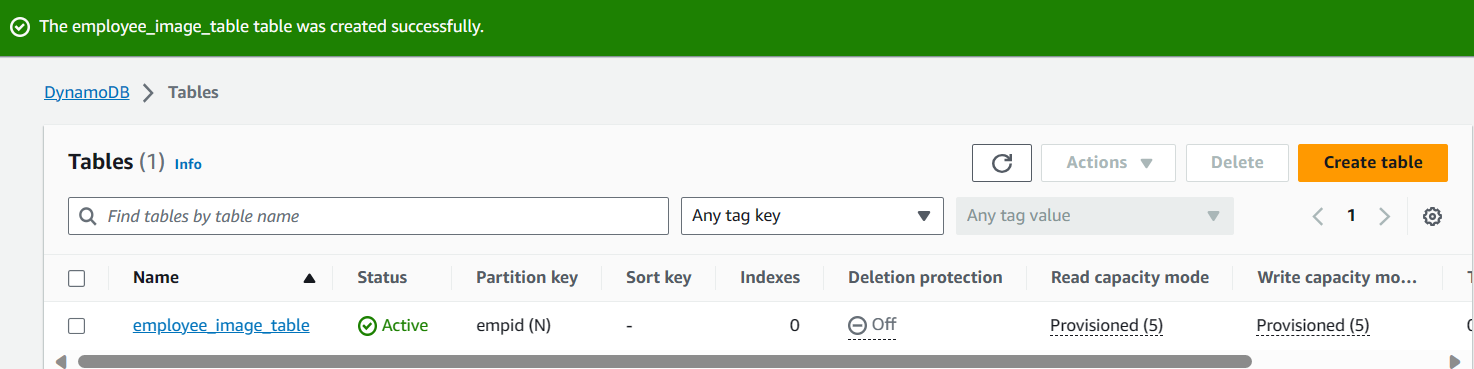 The employee_image_table table was created successfully.
DynamoDB > Tables
Tables (1) Info
Actions Delete Create table
Find tables by table name Any tag key Any tag value 1
Name Status Partition key Sort key Indexes Deletion protection Read capacity mode Write capacity mo...
employee_image_table Active empid (N) - 0 Off Provisioned (5) Provisioned (5)